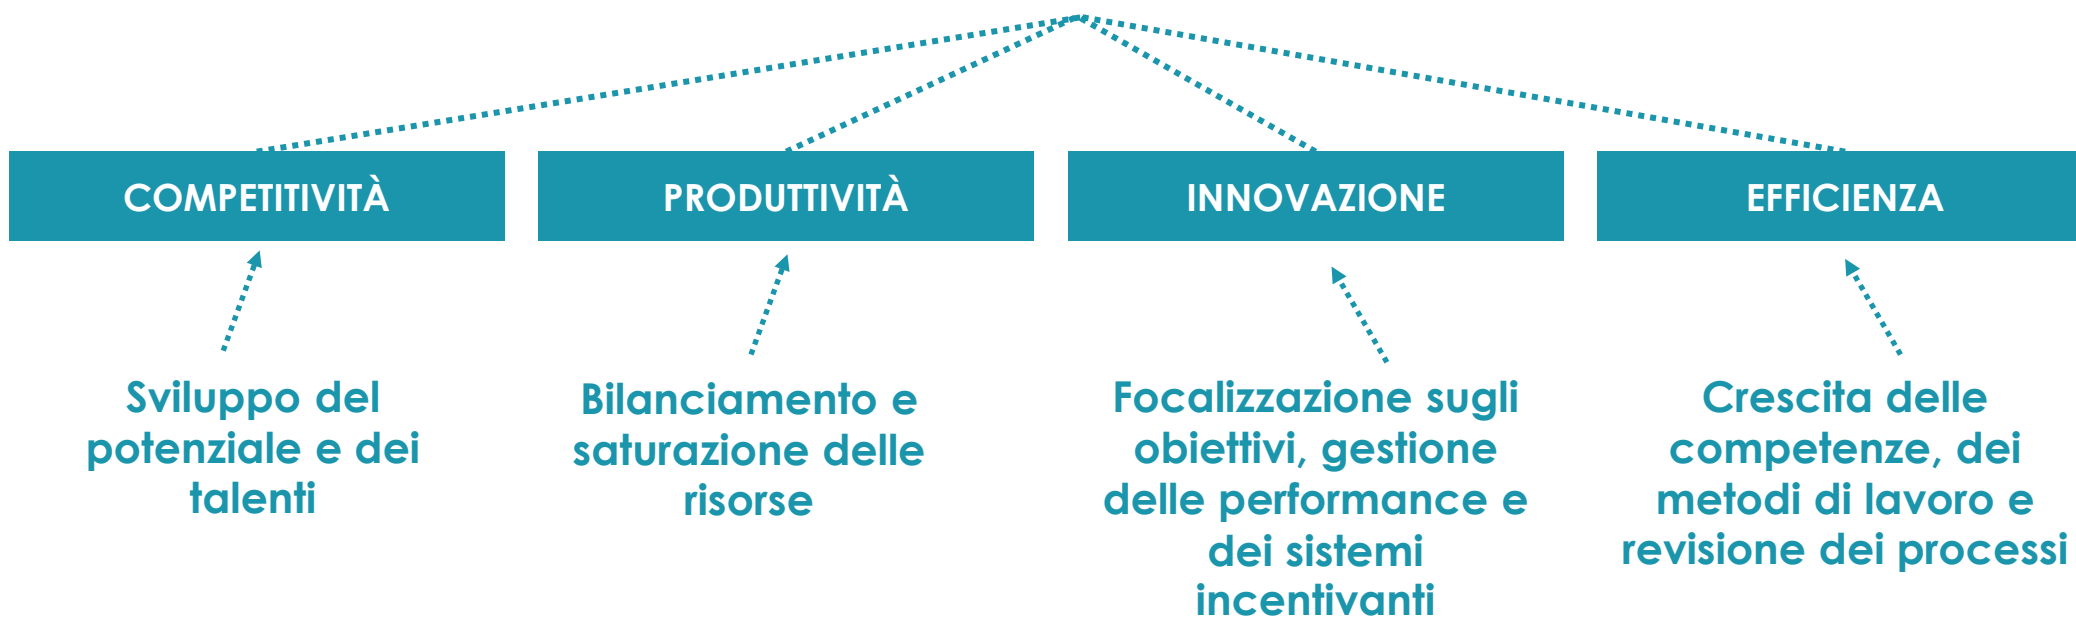 COMPETITIVITÀ
PRODUTTIVITÀ
INNOVAZIONE
EFFICIENZA
Sviluppo del
potenziale e dei
talenti
Bilanciamento e
saturazione delle
risorse
Focalizzazione sugli
obiettivi, gestione
delle performance e
dei sistemi
incentivanti
Crescita delle
competenze, dei
metodi di lavoro e
revisione dei processi